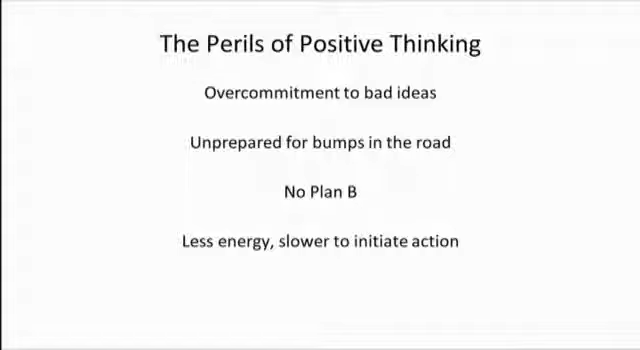 The Perils of Positive Thinking
Overcommitment to bad ideas
Unprepared for bumps in the road
No Plan B
Less energy, slower to initiate action